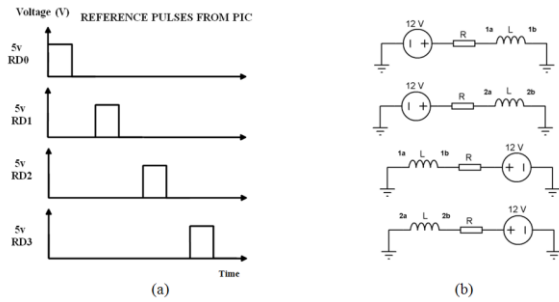 Voltage (V) REFERENCE PULSES FROM PIC
5v
RD0
5v
RD1
5v
RD2
5v
RD3
Time
(a)
12 V
I + R 1a L 1b
12 V
I + R 2a L 2b
12 V
1a L 1b R + I
12 V
2a L 2b R + I
(b)